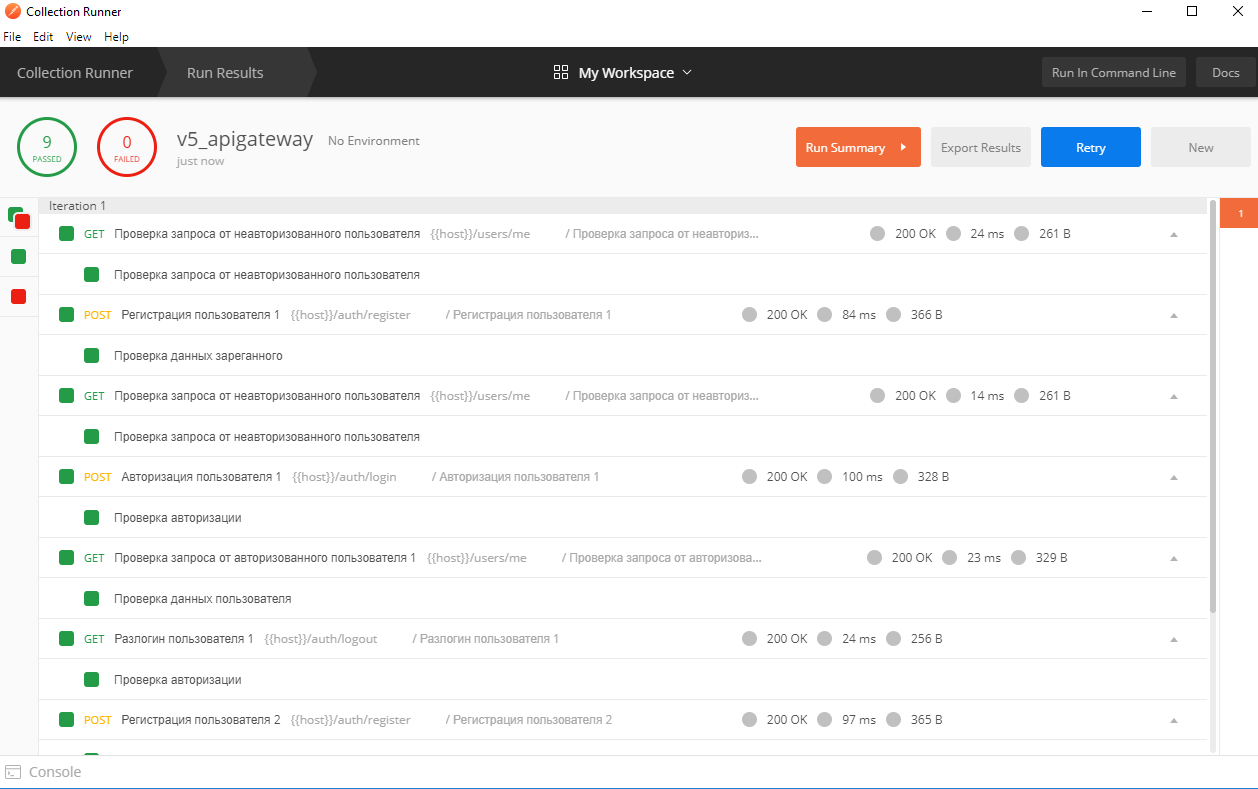 Collection Runner
File Edit View Help
Collection Runner Run Results My Workspace Run In Command Line Docs
9 PASSED
0 FAILED
v5_apigateway No Environment
just now
Run Summary Export Results Retry New
Iteration 1
1
GET Проверка запроса от неавторизованного пользователя {{host}}/users/me / Проверка запроса от неавториз... 200 OK 24 ms 261 B
Проверка запроса от неавторизованного пользователя
POST Регистрация пользователя 1 {{host}}/auth/register / Регистрация пользователя 1 200 OK 84 ms 366 B
Проверка данных зареганного
GET Проверка запроса от неавторизованного пользователя {{host}}/users/me / Проверка запроса от неавториз... 200 OK 14 ms 261 B
Проверка запроса от неавторизованного пользователя
POST Авторизация пользователя 1 {{host}}/auth/login / Авторизация пользователя 1 200 OK 100 ms 328 B
Проверка авторизации
GET Проверка запроса от авторизованного пользователя 1 {{host}}/users/me / Проверка запроса от авторизова... 200 OK 23 ms 329 B
Проверка данных пользователя
GET Разлогин пользователя 1 {{host}}/auth/logout / Разлогин пользователя 1 200 OK 24 ms 256 B
Проверка авторизации
POST Регистрация пользователя 2 {{host}}/auth/register / Регистрация пользователя 2 200 OK 97 ms 365 B
Console